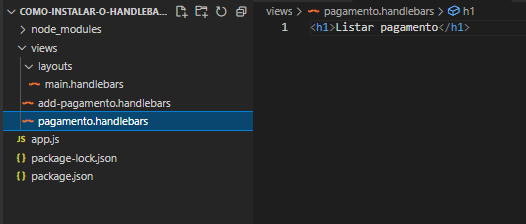 COMO-INSTALAR-O-HANDLEBA...
node_modules
views
layouts
main.handlebars
add-pagamento.handlebars
pagamento.handlebars
JS app.js
{} package-lock.json
{} package.json
views > pagamento.handlebars > h1
1 <h1>Listar pagamento</h1>